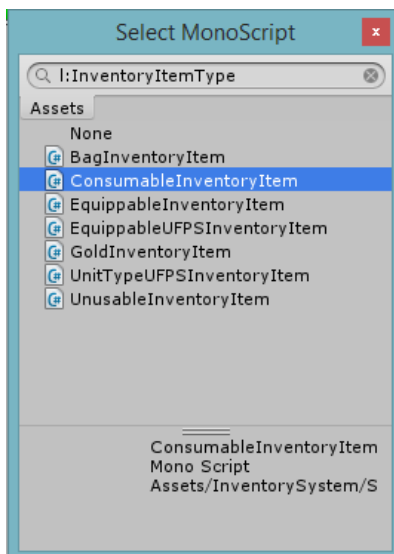 Select MonoScript
x
l:InventoryItemType
Assets
None
BagInventoryItem
ConsumableInventoryItem
EquippableInventoryItem
EquippableUFPSInventoryItem
GoldInventoryItem
UnitTypeUFPSInventoryItem
UnusableInventoryItem
ConsumableInventoryItem
Mono Script
Assets/InventorySystem/S